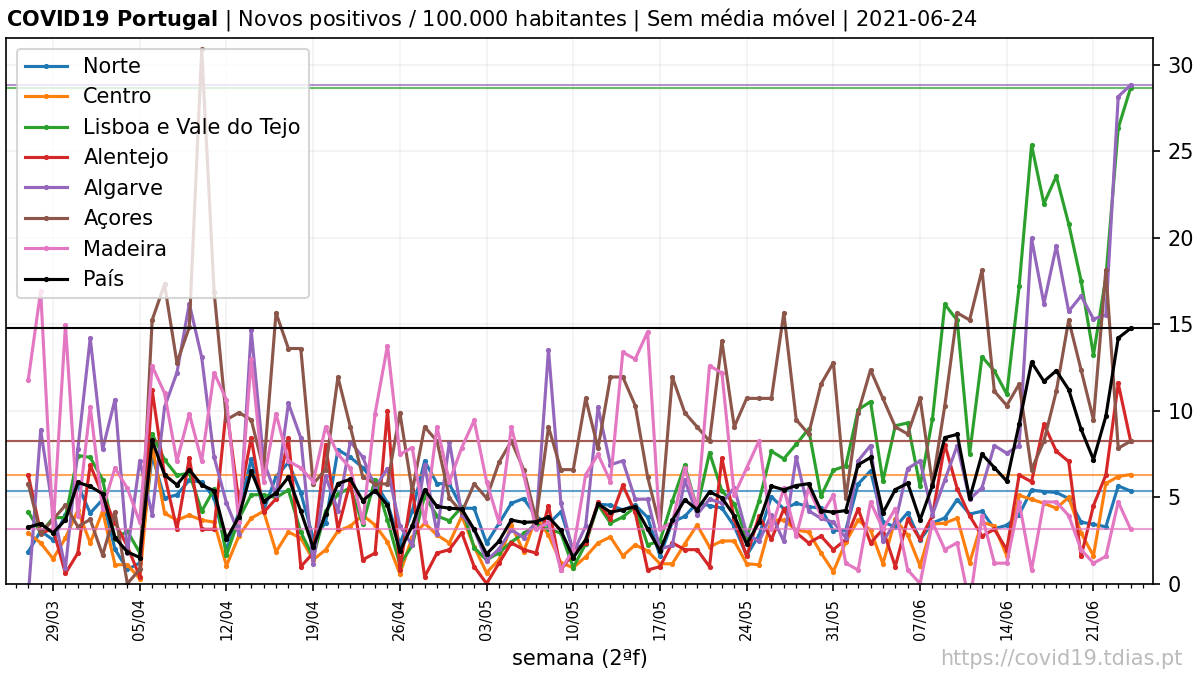 COVID19 Portugal | Novos positivos / 100.000 habitantes | Sem média móvel | 2021-06-24
Norte
Centro
Lisboa e Vale do Tejo
Alentejo
Algarve
Açores
Madeira
País
30
25
20
15
10
5
0
29/03
05/04
12/04
19/04
26/04
03/05
10/05
17/05
24/05
31/05
07/06
14/06
21/06
semana (2ªf)
https://covid19.tdias.pt